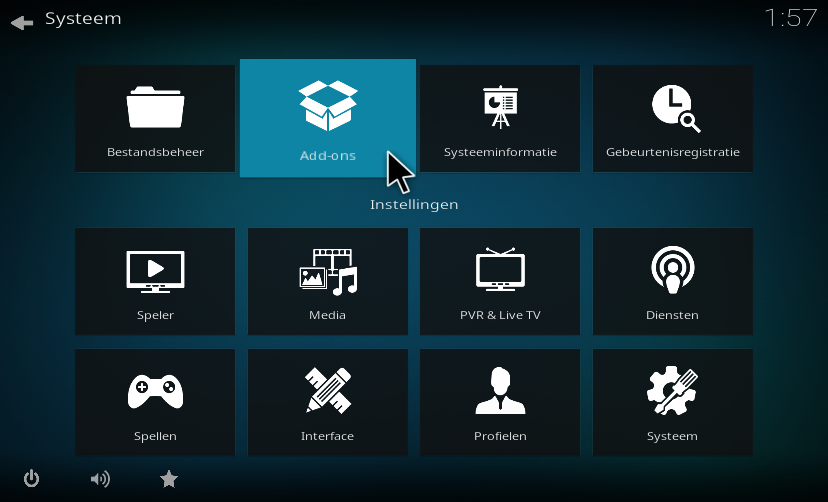 Systeem
1:57
Bestandsbeheer
Add-ons
Systeeminformatie
Gebeurtenisregistratie
Instellingen
Speler
Media
PVR & Live TV
Diensten
Spellen
Interface
Profielen
Systeem